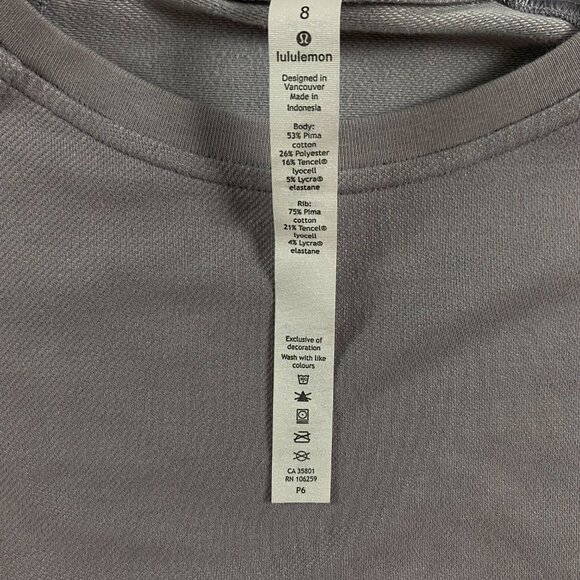 8
lululemon
Designed in
Vancouver
Made in
Indonesia
Body:
53% Pima
cotton
26% Polyester
16% Tencel®
lyocell
5% Lycra®
elastane
Rib:
75% Pima
cotton
21% Tencel®
lyocell
4% Lycra®
elastane
Exclusive of
decoration
Wash with like
colours
CA 35801
RN 106259
P6